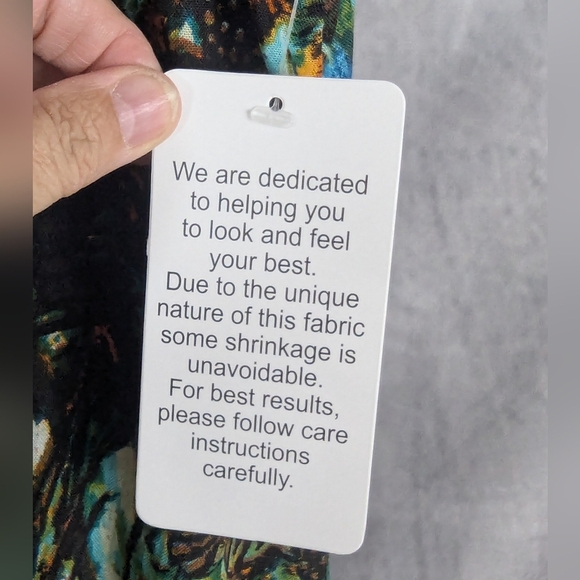 We are dedicated
to helping you
to look and feel
your best.
Due to the unique
nature of this fabric
some shrinkage is
unavoidable.
For best results,
please follow care
instructions
carefully.